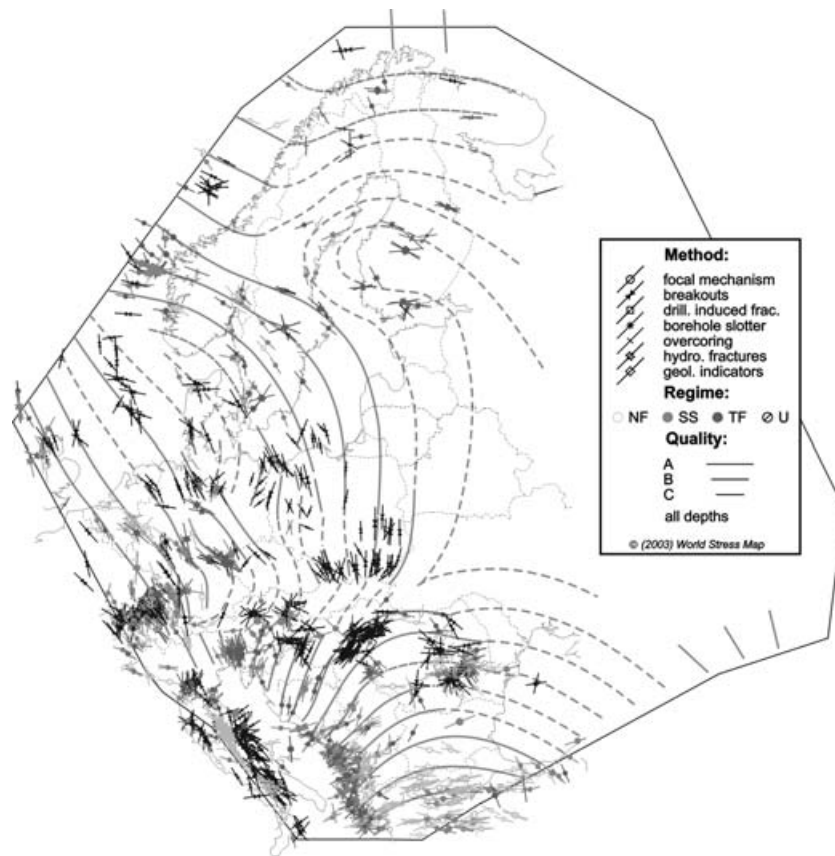 Method:
focal mechanism
breakouts
drill. induced frac.
borehole slotter
overcoring
hydro. fractures
geol. indicators
Regime:
NF SS TF U
Quality:
A
B
C
all depths
© (2003) World Stress Map